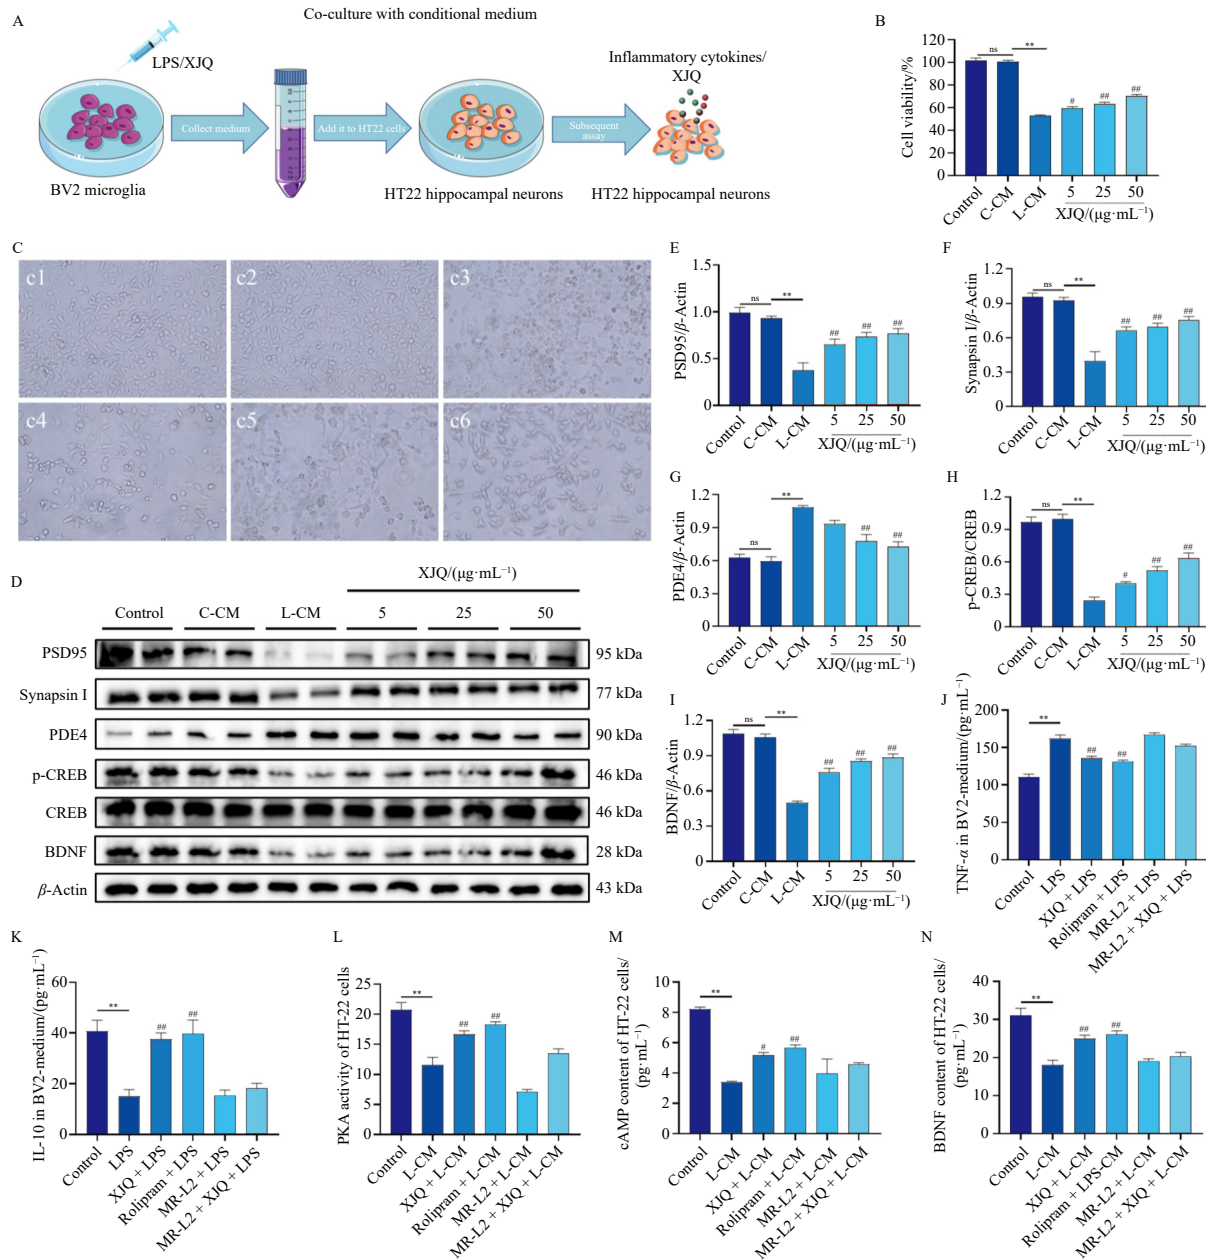 A
Co-culture with conditional medium
LPS/XJQ
Inflammatory cytokines/
XJQ
Collect medium
Add it to HT22 cells
Subsequent
assay
BV2 microglia
HT22 hippocampal neurons
HT22 hippocampal neurons
B
Cell viability/%
120
100
80
60
40
20
0
ns
**
#
##
##
Control
C-CM
L-CM
5
25
50
XJQ/(μg·mL⁻¹)
C
c1
c2
c3
c4
c5
c6
D
XJQ/(μg·mL⁻¹)
Control
C-CM
L-CM
5
25
50
PSD95
95 kDa
Synapsin I
77 kDa
PDE4
90 kDa
p-CREB
46 kDa
CREB
46 kDa
BDNF
28 kDa
β-Actin
43 kDa
E
PSD95/β-Actin
1.5
1.0
0.5
0
ns
**
##
##
##
Control
C-CM
L-CM
5
25
50
XJQ/(μg·mL⁻¹)
F
Synapsin I/β-Actin
1.2
0.9
0.6
0.3
0
ns
**
##
##
##
Control
C-CM
L-CM
5
25
50
XJQ/(μg·mL⁻¹)
G
PDE4/β-Actin
1.2
0.9
0.6
0.3
0
ns
**
##
##
Control
C-CM
L-CM
5
25
50
XJQ/(μg·mL⁻¹)
H
p-CREB/CREB
1.2
0.9
0.6
0.3
0
ns
**
#
##
##
Control
C-CM
L-CM
5
25
50
XJQ/(μg·mL⁻¹)
I
BDNF/β-Actin
1.2
0.9
0.6
0.3
0
ns
**
##
##
##
Control
C-CM
L-CM
5
25
50
XJQ/(μg·mL⁻¹)
J
TNF-α in BV2-medium/(pg·mL⁻¹)
200
150
100
50
0
**
##
##
Control
LPS
XJQ + LPS
Rolipram + LPS
MR-L2 + LPS
MR-L2 + XJQ + LPS
K
IL-10 in BV2-medium/(pg·mL⁻¹)
60
40
20
0
**
##
##
Control
LPS
XJQ + LPS
Rolipram + LPS
MR-L2 + LPS
MR-L2 + XJQ + LPS
L
PKA activity of HT-22 cells
25
20
15
10
5
0
**
##
##
Control
L-CM
XJQ + L-CM
Rolipram + L-CM
MR-L2 + L-CM
MR-L2 + XJQ + L-CM
M
cAMP content of HT-22 cells/
(pg·mL⁻¹)
10
8
6
4
2
0
**
#
##
Control
L-CM
XJQ + L-CM
Rolipram + L-CM
MR-L2 + L-CM
MR-L2 + XJQ + L-CM
N
BDNF content of HT-22 cells/
(pg·mL⁻¹)
40
30
20
10
0
**
##
##
Control
L-CM
XJQ + L-CM
Rolipram + LPS-CM
MR-L2 + L-CM
MR-L2 + XJQ + L-CM